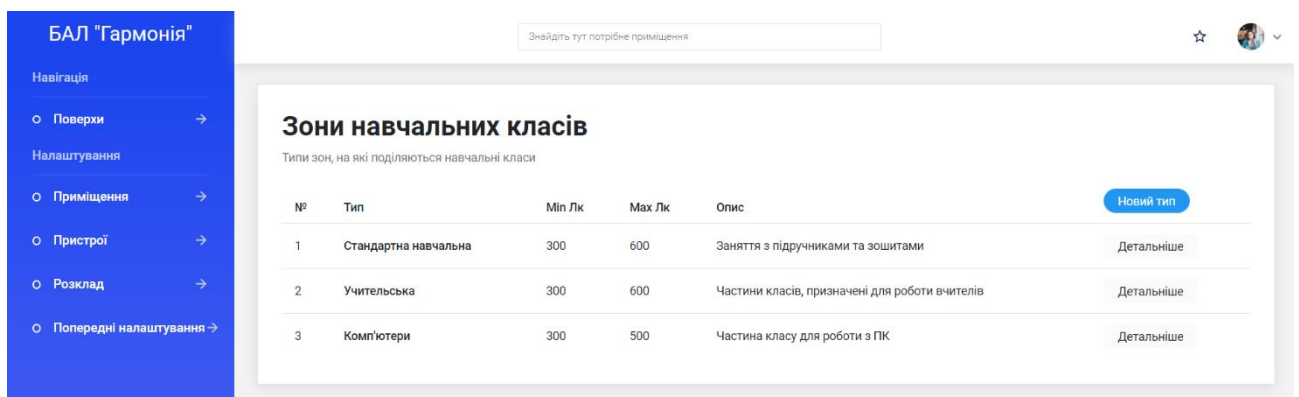 БАЛ "Гармонія"
Знайдіть тут потрібне приміщення
Навігація
Поверхи
Налаштування
Приміщення
Пристрої
Розклад
Попередні налаштування
Зони навчальних класів
Типи зон, на які поділяються навчальні класи
№ Тип Min Лк Max Лк Опис Новий тип
1 Стандартна навчальна 300 600 Заняття з підручниками та зошитами Детальніше
2 Учительська 300 600 Частини класів, призначені для роботи вчителів Детальніше
3 Комп'ютери 300 500 Частина класу для роботи з ПК Детальніше